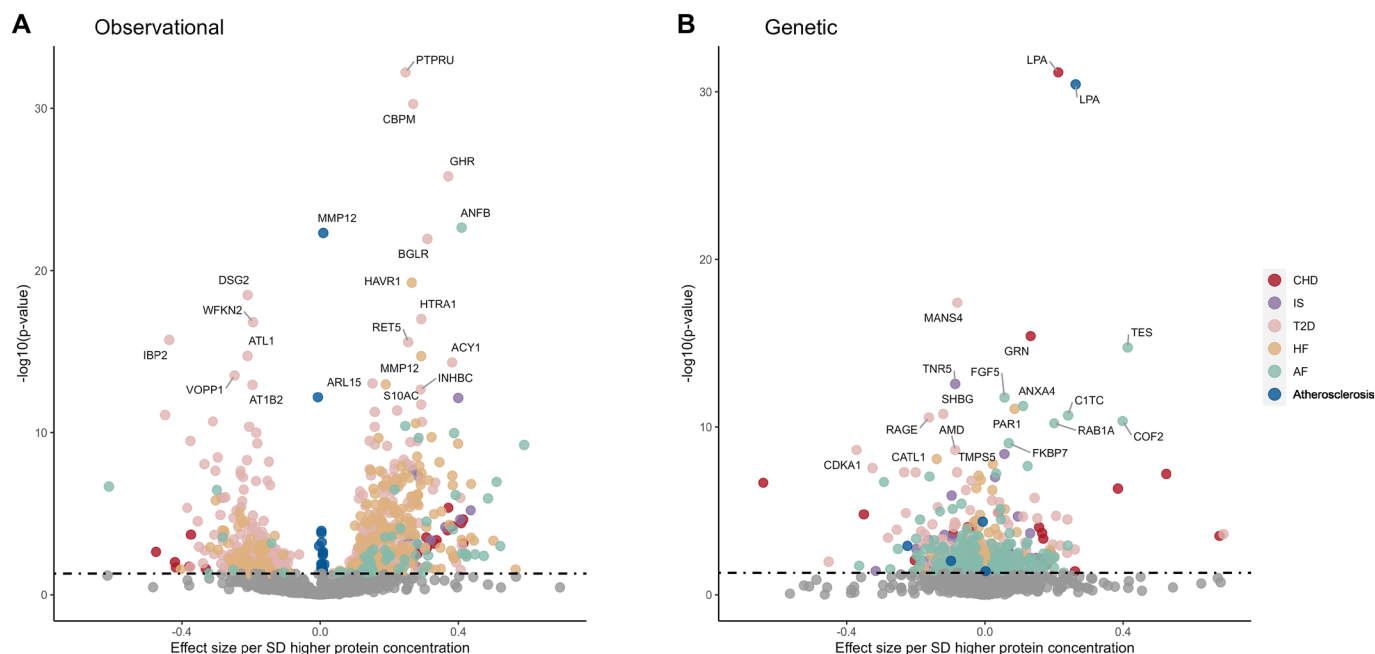 A
Observational
PTPRU
CBPM
GHR
MMP12
ANFB
BGLR
HAVR1
DSG2
HTRA1
WFKN2
RET5
ATL1
ACY1
IBP2
MMP12
INHBC
VOPP1
ARL15
S10AC
AT1B2
30
20
10
0
-log10(p-value)
-0.4
0.0
0.4
Effect size per SD higher protein concentration
B
Genetic
LPA
LPA
MANS4
TES
GRN
TNR5
FGF5
ANXA4
SHBG
C1TC
RAGE
AMD
PAR1
RAB1A
COF2
CATL1
TMPS5
FKBP7
CDKA1
30
20
10
0
-log10(p-value)
-0.4
0.0
0.4
Effect size per SD higher protein concentration
CHD
IS
T2D
HF
AF
Atherosclerosis